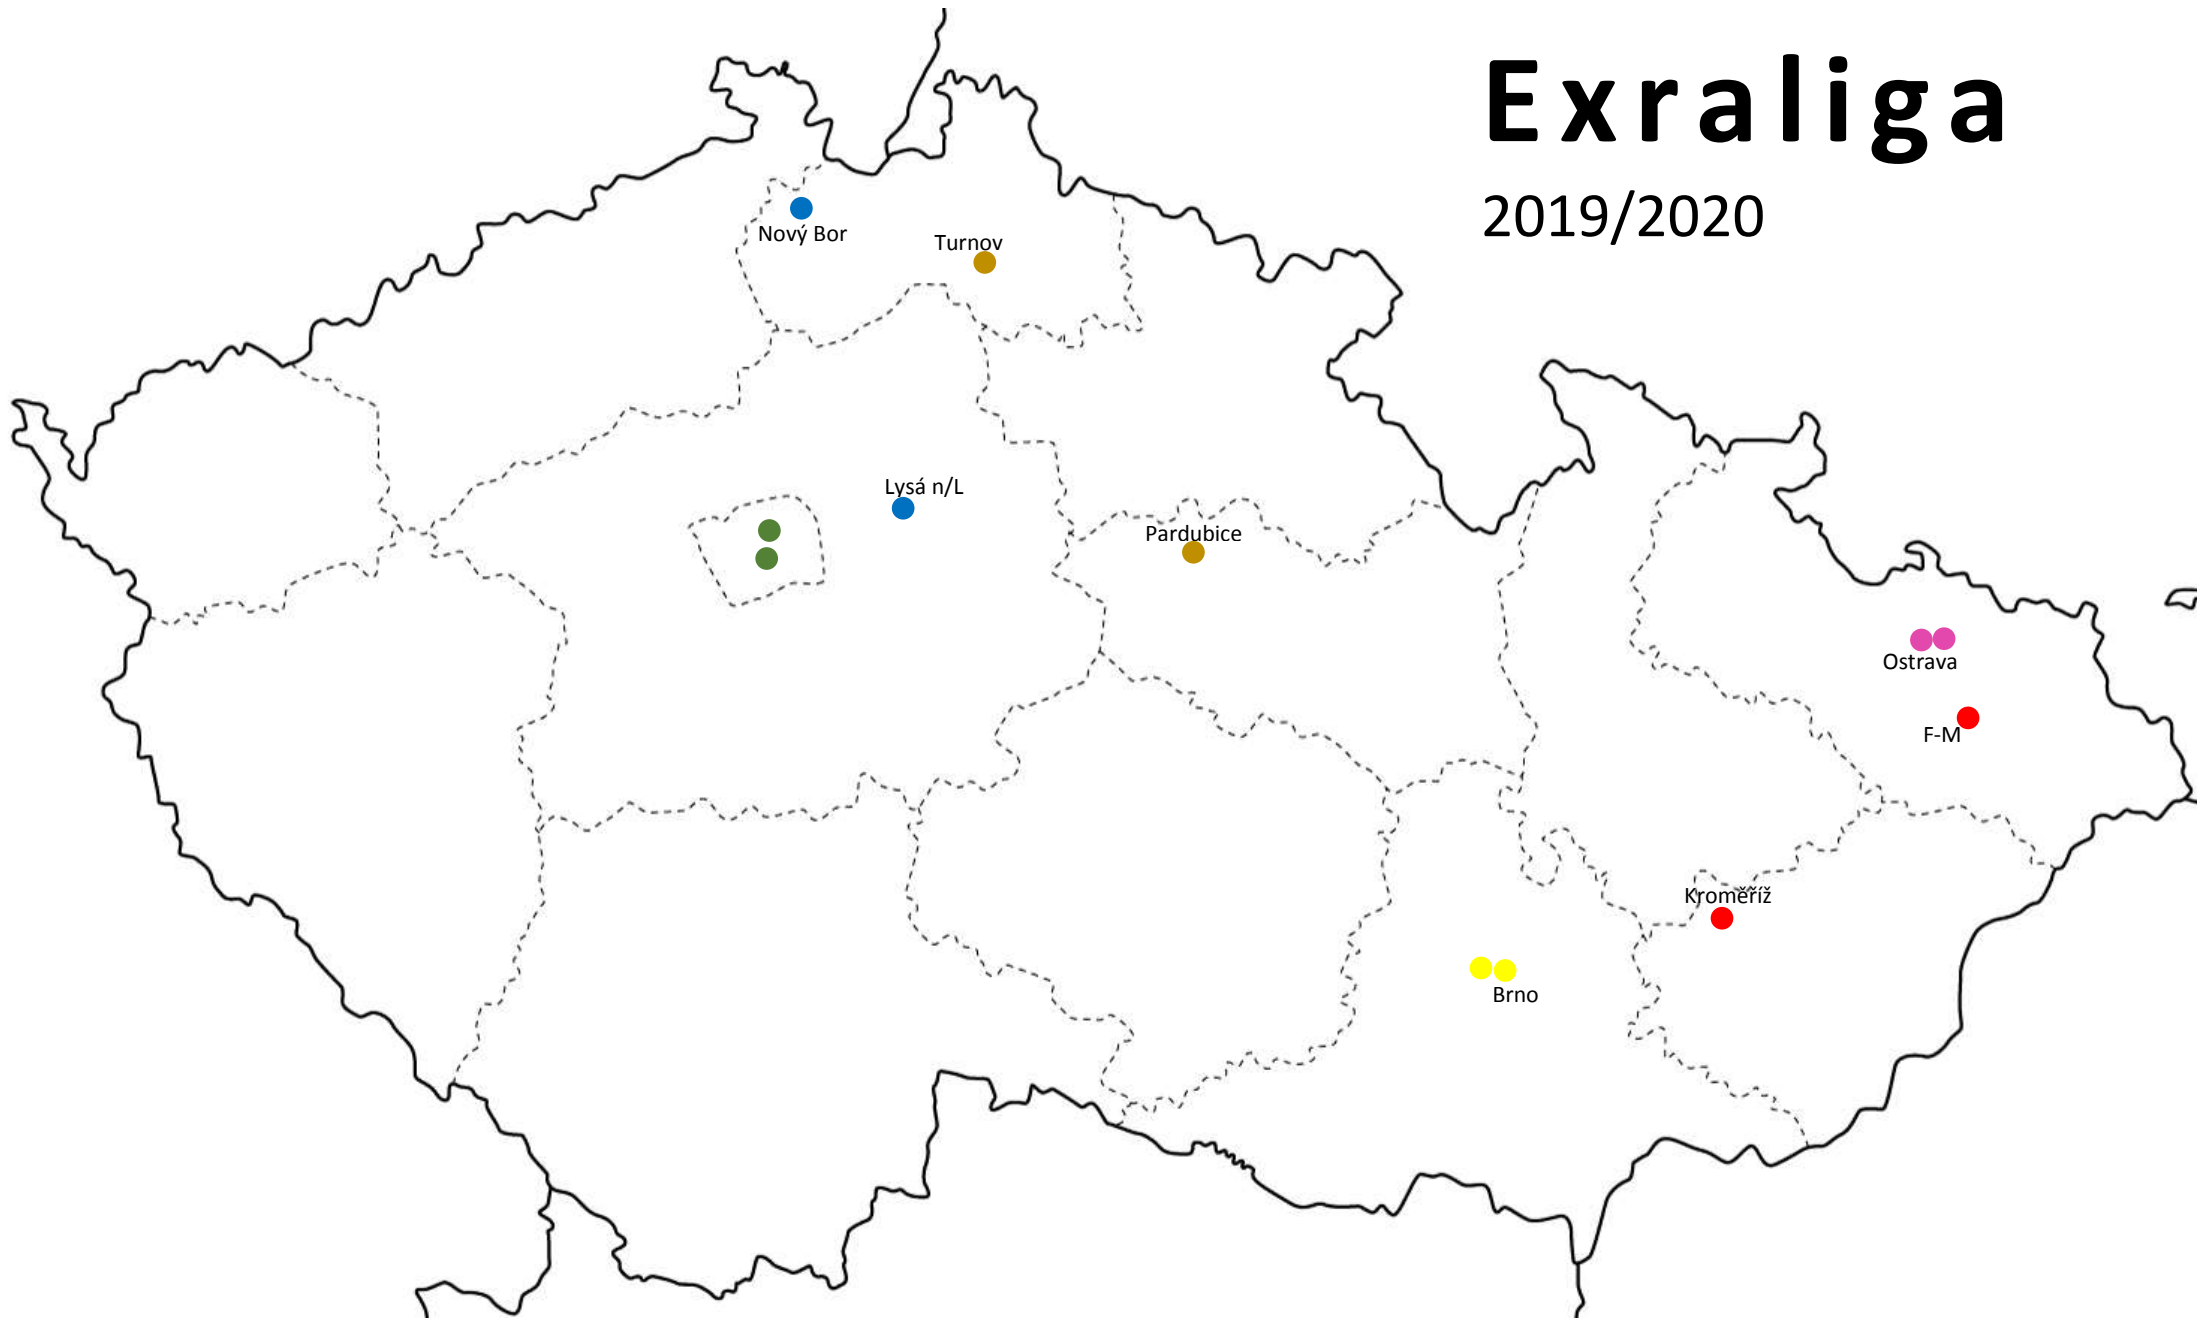 Exraliga
2019/2020
Nový Bor
Turnov
Lysá n/L
Pardubice
Ostrava
F-M
Kroměříž
Brno